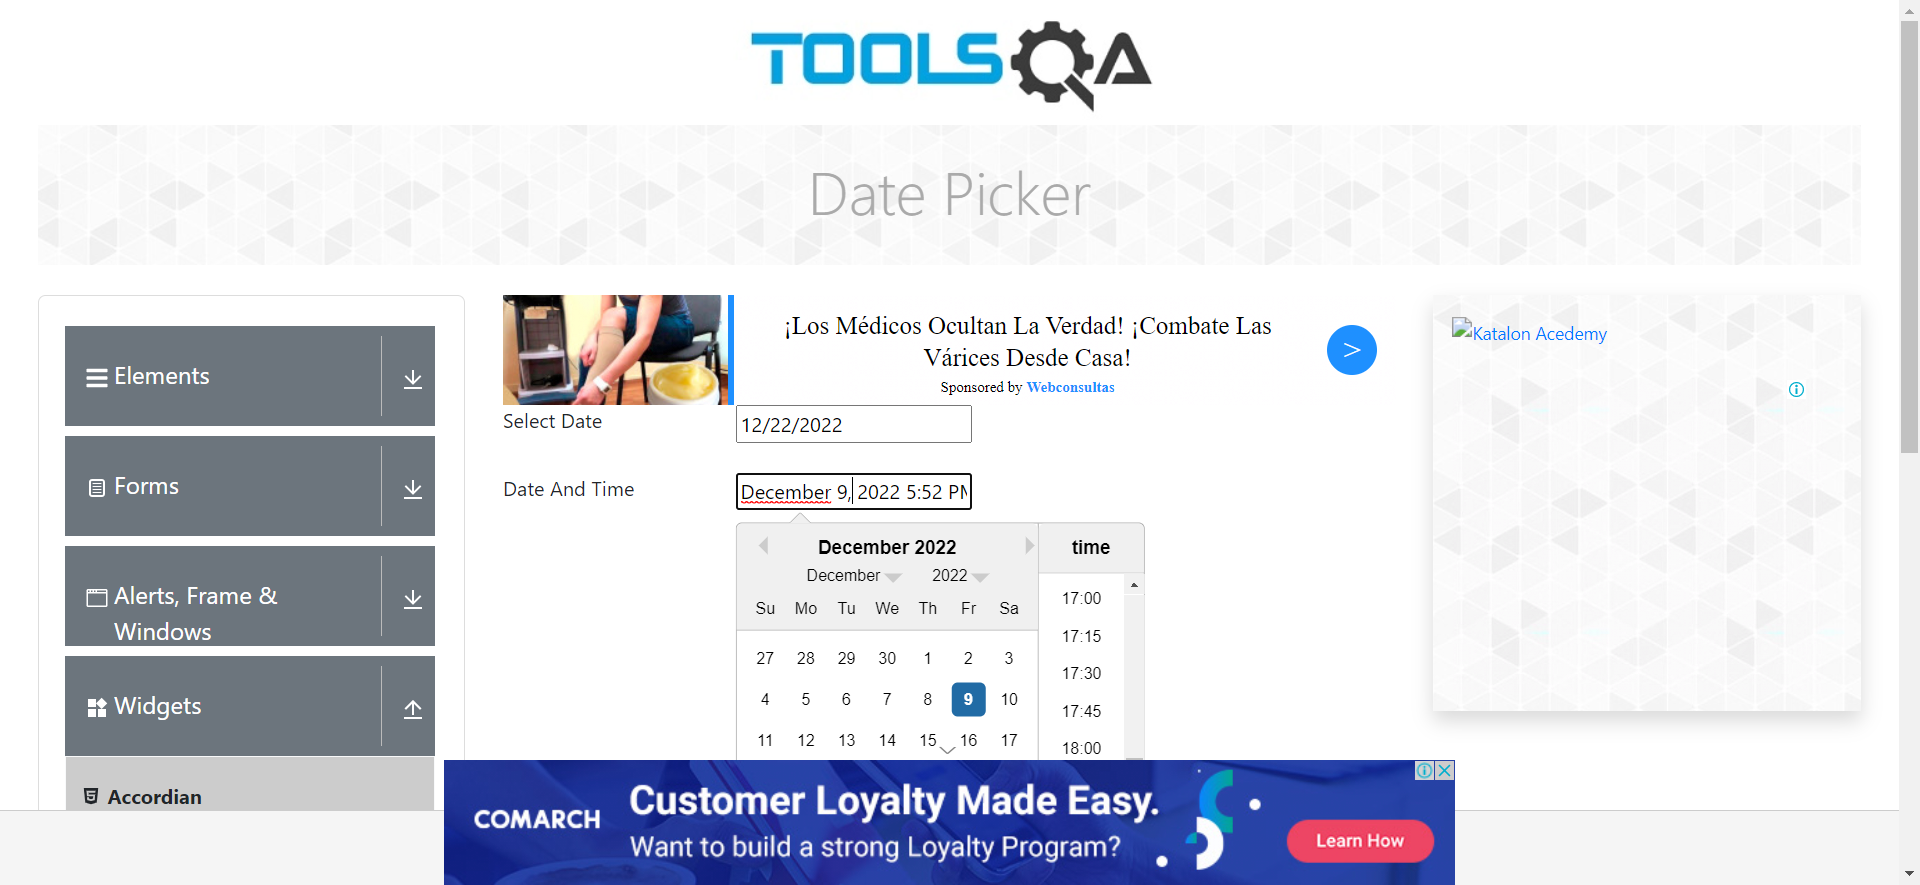 TOOLSQA
Date Picker
Elements
Forms
Alerts, Frame &
Windows
Widgets
Accordian
¡Los Médicos Ocultan La Verdad! ¡Combate Las
Várices Desde Casa!
Sponsored by Webconsultas
>
Select Date
12/22/2022
Date And Time
December 9, 2022 5:52 PM
December 2022
December 2022
Su Mo Tu We Th Fr Sa
27 28 29 30 1 2 3
4 5 6 7 8 9 10
11 12 13 14 15 16 17
time
17:00
17:15
17:30
17:45
18:00
Katalon Acedemy
COMARCH
Customer Loyalty Made Easy.
Want to build a strong Loyalty Program?
Learn How